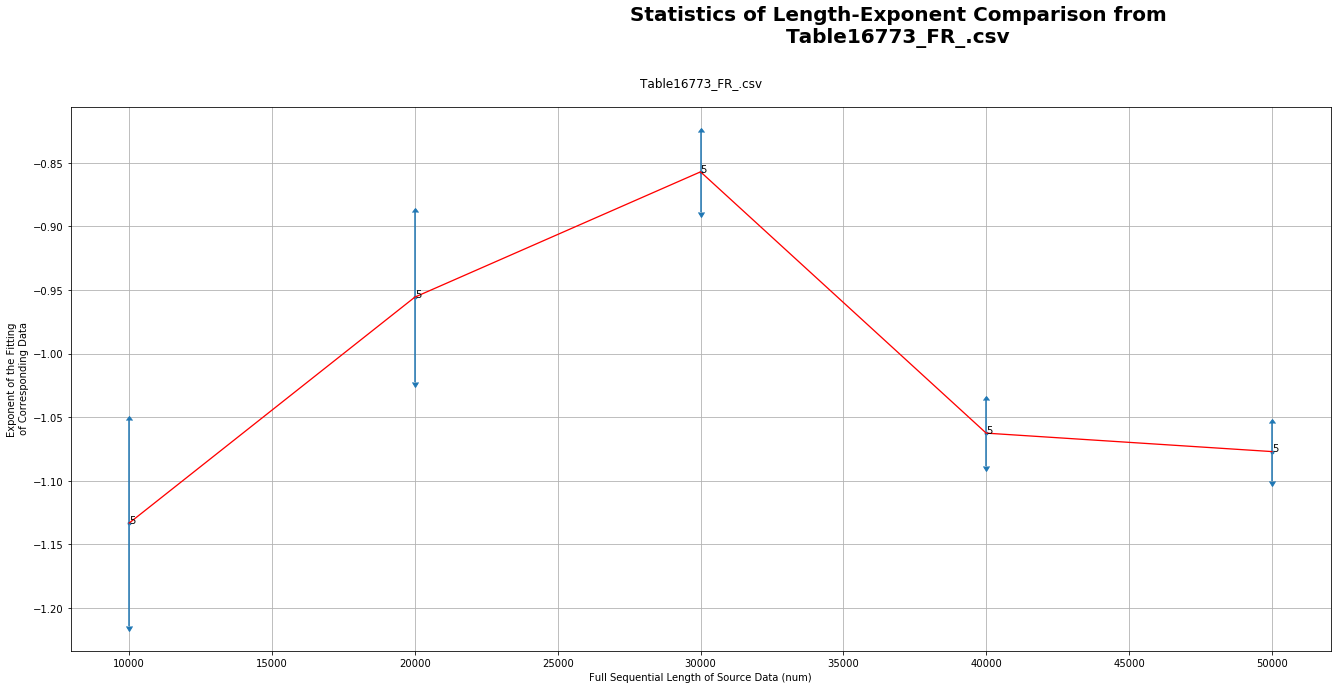 Statistics of Length-Exponent Comparison from
Table16773_FR_.csv
Table16773_FR_.csv
Exponent of the Fitting
of Corresponding Data
−0.85
−0.90
−0.95
−1.00
−1.05
−1.10
−1.15
−1.20
5
5
5
5
5
10000 15000 20000 25000 30000 35000 40000 45000 50000
Full Sequential Length of Source Data (num)